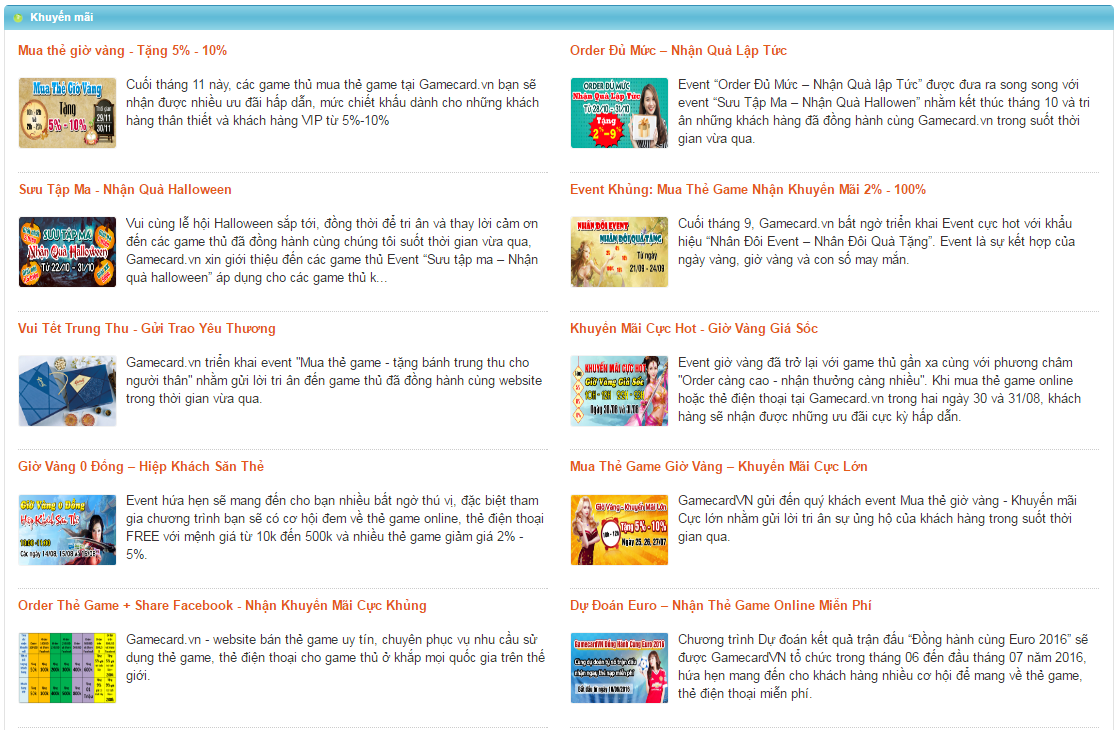 Khuyến mãi
Mua thẻ giờ vàng - Tặng 5% - 10%
Mua Thẻ Giờ Vàng
Tặng
5% - 10%
29/11
30/11
Cuối tháng 11 này, các game thủ mua thẻ game tại Gamecard.vn bạn sẽ
nhận được nhiều ưu đãi hấp dẫn, mức chiết khấu dành cho những khách
hàng thân thiết và khách hàng VIP từ 5%-10%
Order Đủ Mức – Nhận Quà Lập Tức
ORDER ĐỦ MỨC
Nhận Quà Lập Tức
Từ 28/10 - 31/10
Tặng
2% -9%
Event “Order Đủ Mức – Nhận Quà lập Tức” được đưa ra song song với
event “Sưu Tập Ma – Nhận Quà Hallowen” nhằm kết thúc tháng 10 và tri
ân những khách hàng đã đồng hành cùng Gamecard.vn trong suốt thời
gian vừa qua.
Sưu Tập Ma - Nhận Quà Halloween
SƯU TẬP MA
Nhận Quà Halloween
Từ 22/10 - 31/10
Vui cùng lễ hội Halloween sắp tới, đồng thời để tri ân và thay lời cảm ơn
đến các game thủ đã đồng hành cùng chúng tôi suốt thời gian vừa qua,
Gamecard.vn xin giới thiệu đến các game thủ Event “Sưu tập ma – Nhận
quà halloween” áp dụng cho các game thủ k...
Event Khủng: Mua Thẻ Game Nhận Khuyến Mãi 2% - 100%
NHÂN ĐÔI EVENT
NHÂN ĐÔI QUÀ TẶNG
Từ ngày
21/09 - 24/09
Cuối tháng 9, Gamecard.vn bất ngờ triển khai Event cực hot với khẩu
hiệu “Nhân Đôi Event – Nhân Đôi Quà Tặng”. Event là sự kết hợp của
ngày vàng, giờ vàng và con số may mắn.
Vui Tết Trung Thu - Gửi Trao Yêu Thương
Gamecard.vn triển khai event "Mua thẻ game - tặng bánh trung thu cho
người thân" nhằm gửi lời tri ân đến game thủ đã đồng hành cùng website
trong thời gian vừa qua.
Khuyến Mãi Cực Hot - Giờ Vàng Giá Sốc
KHUYẾN MÃI CỰC HOT
Giờ Vàng Giá Sốc
Ngày 30/08 và 31/08
Event giờ vàng đã trở lại với game thủ gần xa cùng với phương châm
"Order càng cao - nhận thưởng càng nhiều". Khi mua thẻ game online
hoặc thẻ điện thoại tại Gamecard.vn trong hai ngày 30 và 31/08, khách
hàng sẽ nhận được những ưu đãi cực kỳ hấp dẫn.
Giờ Vàng 0 Đồng – Hiệp Khách Săn Thẻ
Giờ Vàng 0 Đồng
Hiệp Khách Săn Thẻ
Event hứa hẹn sẽ mang đến cho bạn nhiều bất ngờ thú vị, đặc biệt tham
gia chương trình bạn sẽ có cơ hội đem về thẻ game online, thẻ điện thoại
FREE với mệnh giá từ 10k đến 500k và nhiều thẻ game giảm giá 2% -
5%.
Mua Thẻ Game Giờ Vàng – Khuyến Mãi Cực Lớn
Giờ Vàng - Khuyến Mãi Lớn
Tặng 5% - 10%
Ngày 25, 26, 27/07
GamecardVN gửi đến quý khách event Mua thẻ giờ vàng - Khuyến mãi
Cực lớn nhằm gửi lời tri ân sự ủng hộ của khách hàng trong suốt thời
gian qua.
Order Thẻ Game + Share Facebook - Nhận Khuyến Mãi Cực Khủng
Gamecard.vn - website bán thẻ game uy tín, chuyên phục vụ nhu cầu sử
dụng thẻ game, thẻ điện thoại cho game thủ ở khắp mọi quốc gia trên thế
giới.
Dự Đoán Euro – Nhận Thẻ Game Online Miễn Phí
GamecardVN Đồng Hành Cùng Euro 2016
Cùng dự đoán tỷ số trận đấu
Bắt đầu từ ngày 10/06/2016
Chương trình Dự đoán kết quả trận đấu “Đồng hành cùng Euro 2016” sẽ
được GamecardVN tổ chức trong tháng 06 đến đầu tháng 07 năm 2016,
hứa hẹn mang đến cho khách hàng nhiều cơ hội để mang về thẻ game,
thẻ điện thoại miễn phí.